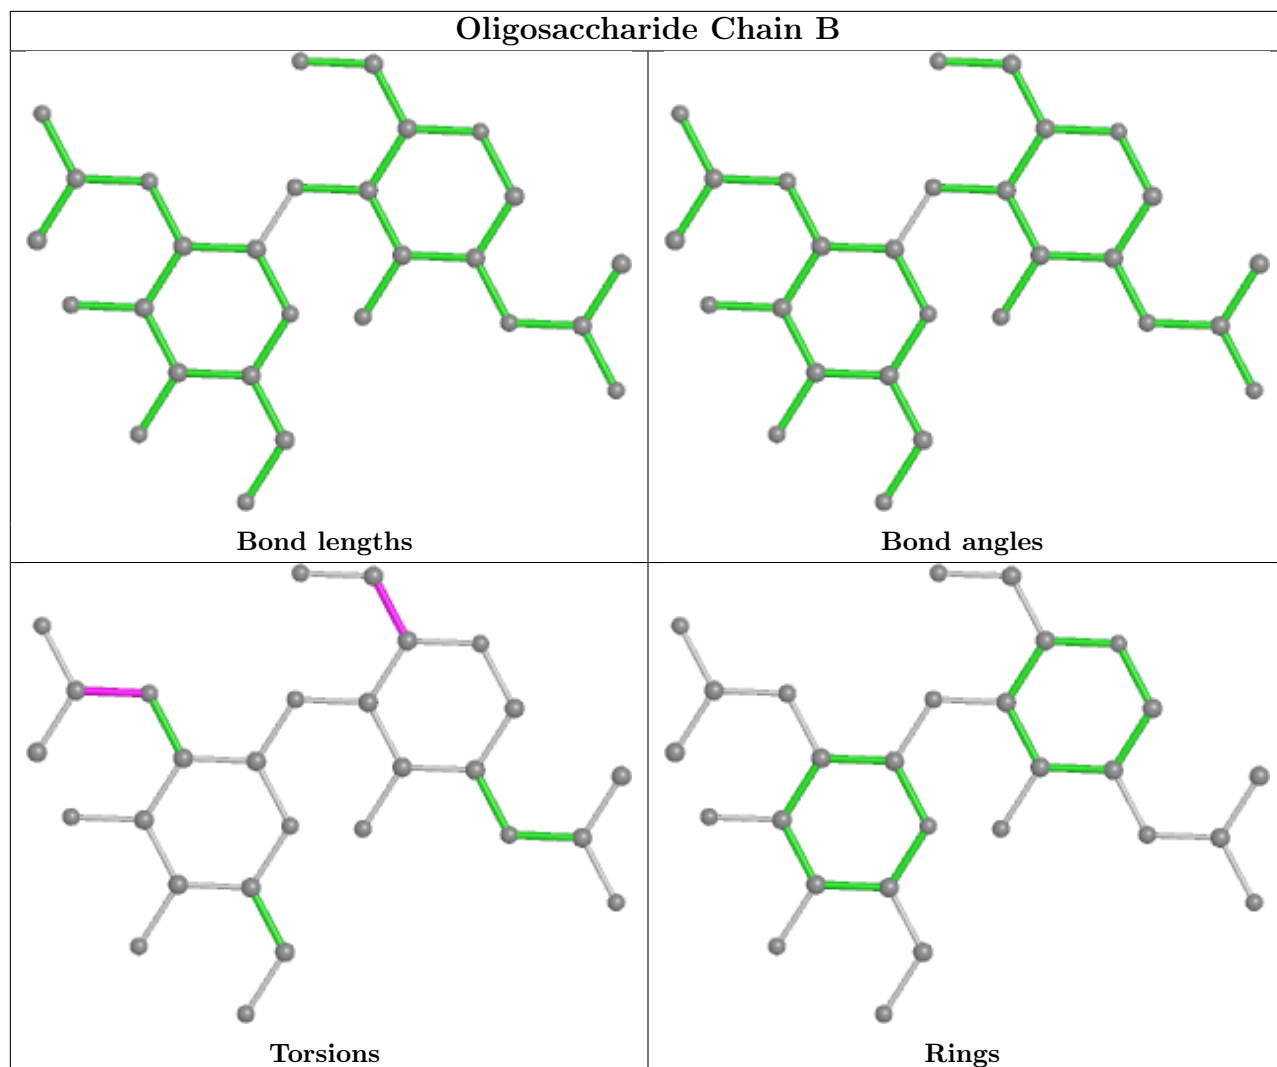 Oligosaccharide Chain B
Bond lengths
Bond angles
Torsions
Rings